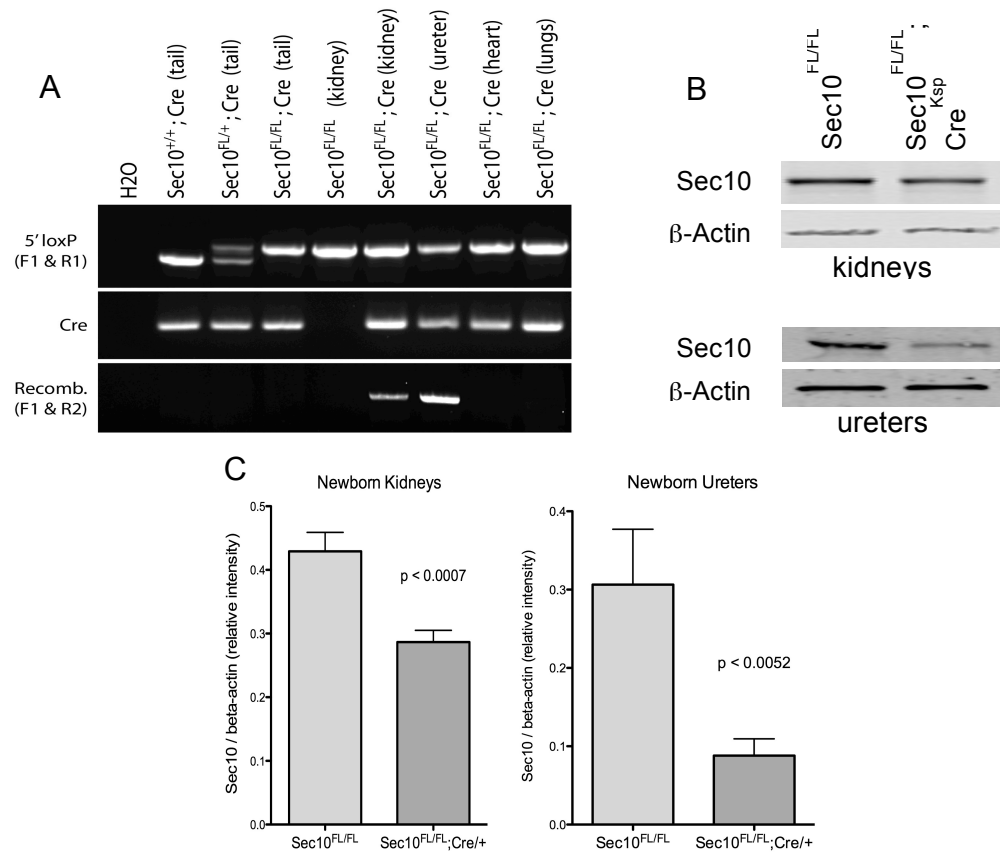 A
H2O
Sec10+/+ ; Cre (tail)
Sec10FL/+ ; Cre (tail)
Sec10FL/FL ; Cre (tail)
Sec10FL/FL (kidney)
Sec10FL/FL ; Cre (kidney)
Sec10FL/FL ; Cre (ureter)
Sec10FL/FL ; Cre (heart)
Sec10FL/FL ; Cre (lungs)
5' loxP
(F1 & R1)
Cre
Recomb.
(F1 & R2)
B
Sec10FL/FL
Sec10FL/FL ;
Ksp
Cre
Sec10
β-Actin
kidneys
Sec10
β-Actin
ureters
C
Newborn Kidneys
Sec10 / beta-actin (relative intensity)
0.5
0.4
0.3
0.2
0.1
0.0
p < 0.0007
Sec10FL/FL
Sec10FL/FL;Cre/+
Newborn Ureters
Sec10 / beta-actin (relative intensity)
0.4
0.3
0.2
0.1
0.0
p < 0.0052
Sec10FL/FL
Sec10FL/FL;Cre/+